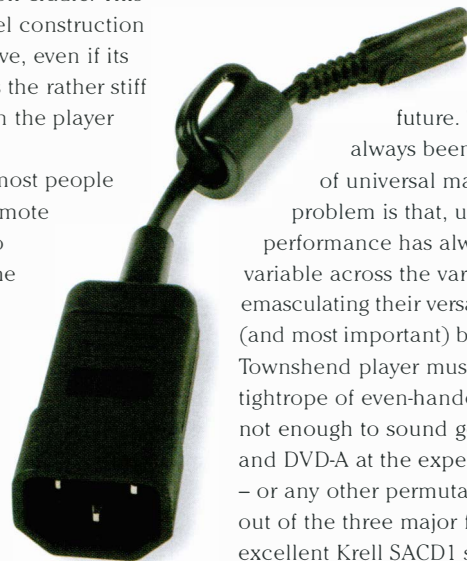 This
el construction
ve, even if its
the rather stiff
the player
most people
mote
future.
always been
of universal ma
problem is that, u
performance has alw
variable across the var
emasculating their versa
(and most important) b
Townshend player mus
tightrope of even-hande
not enough to sound g
and DVD-A at the expe
– or any other permuta
out of the three major f
excellent Krell SACD1 s